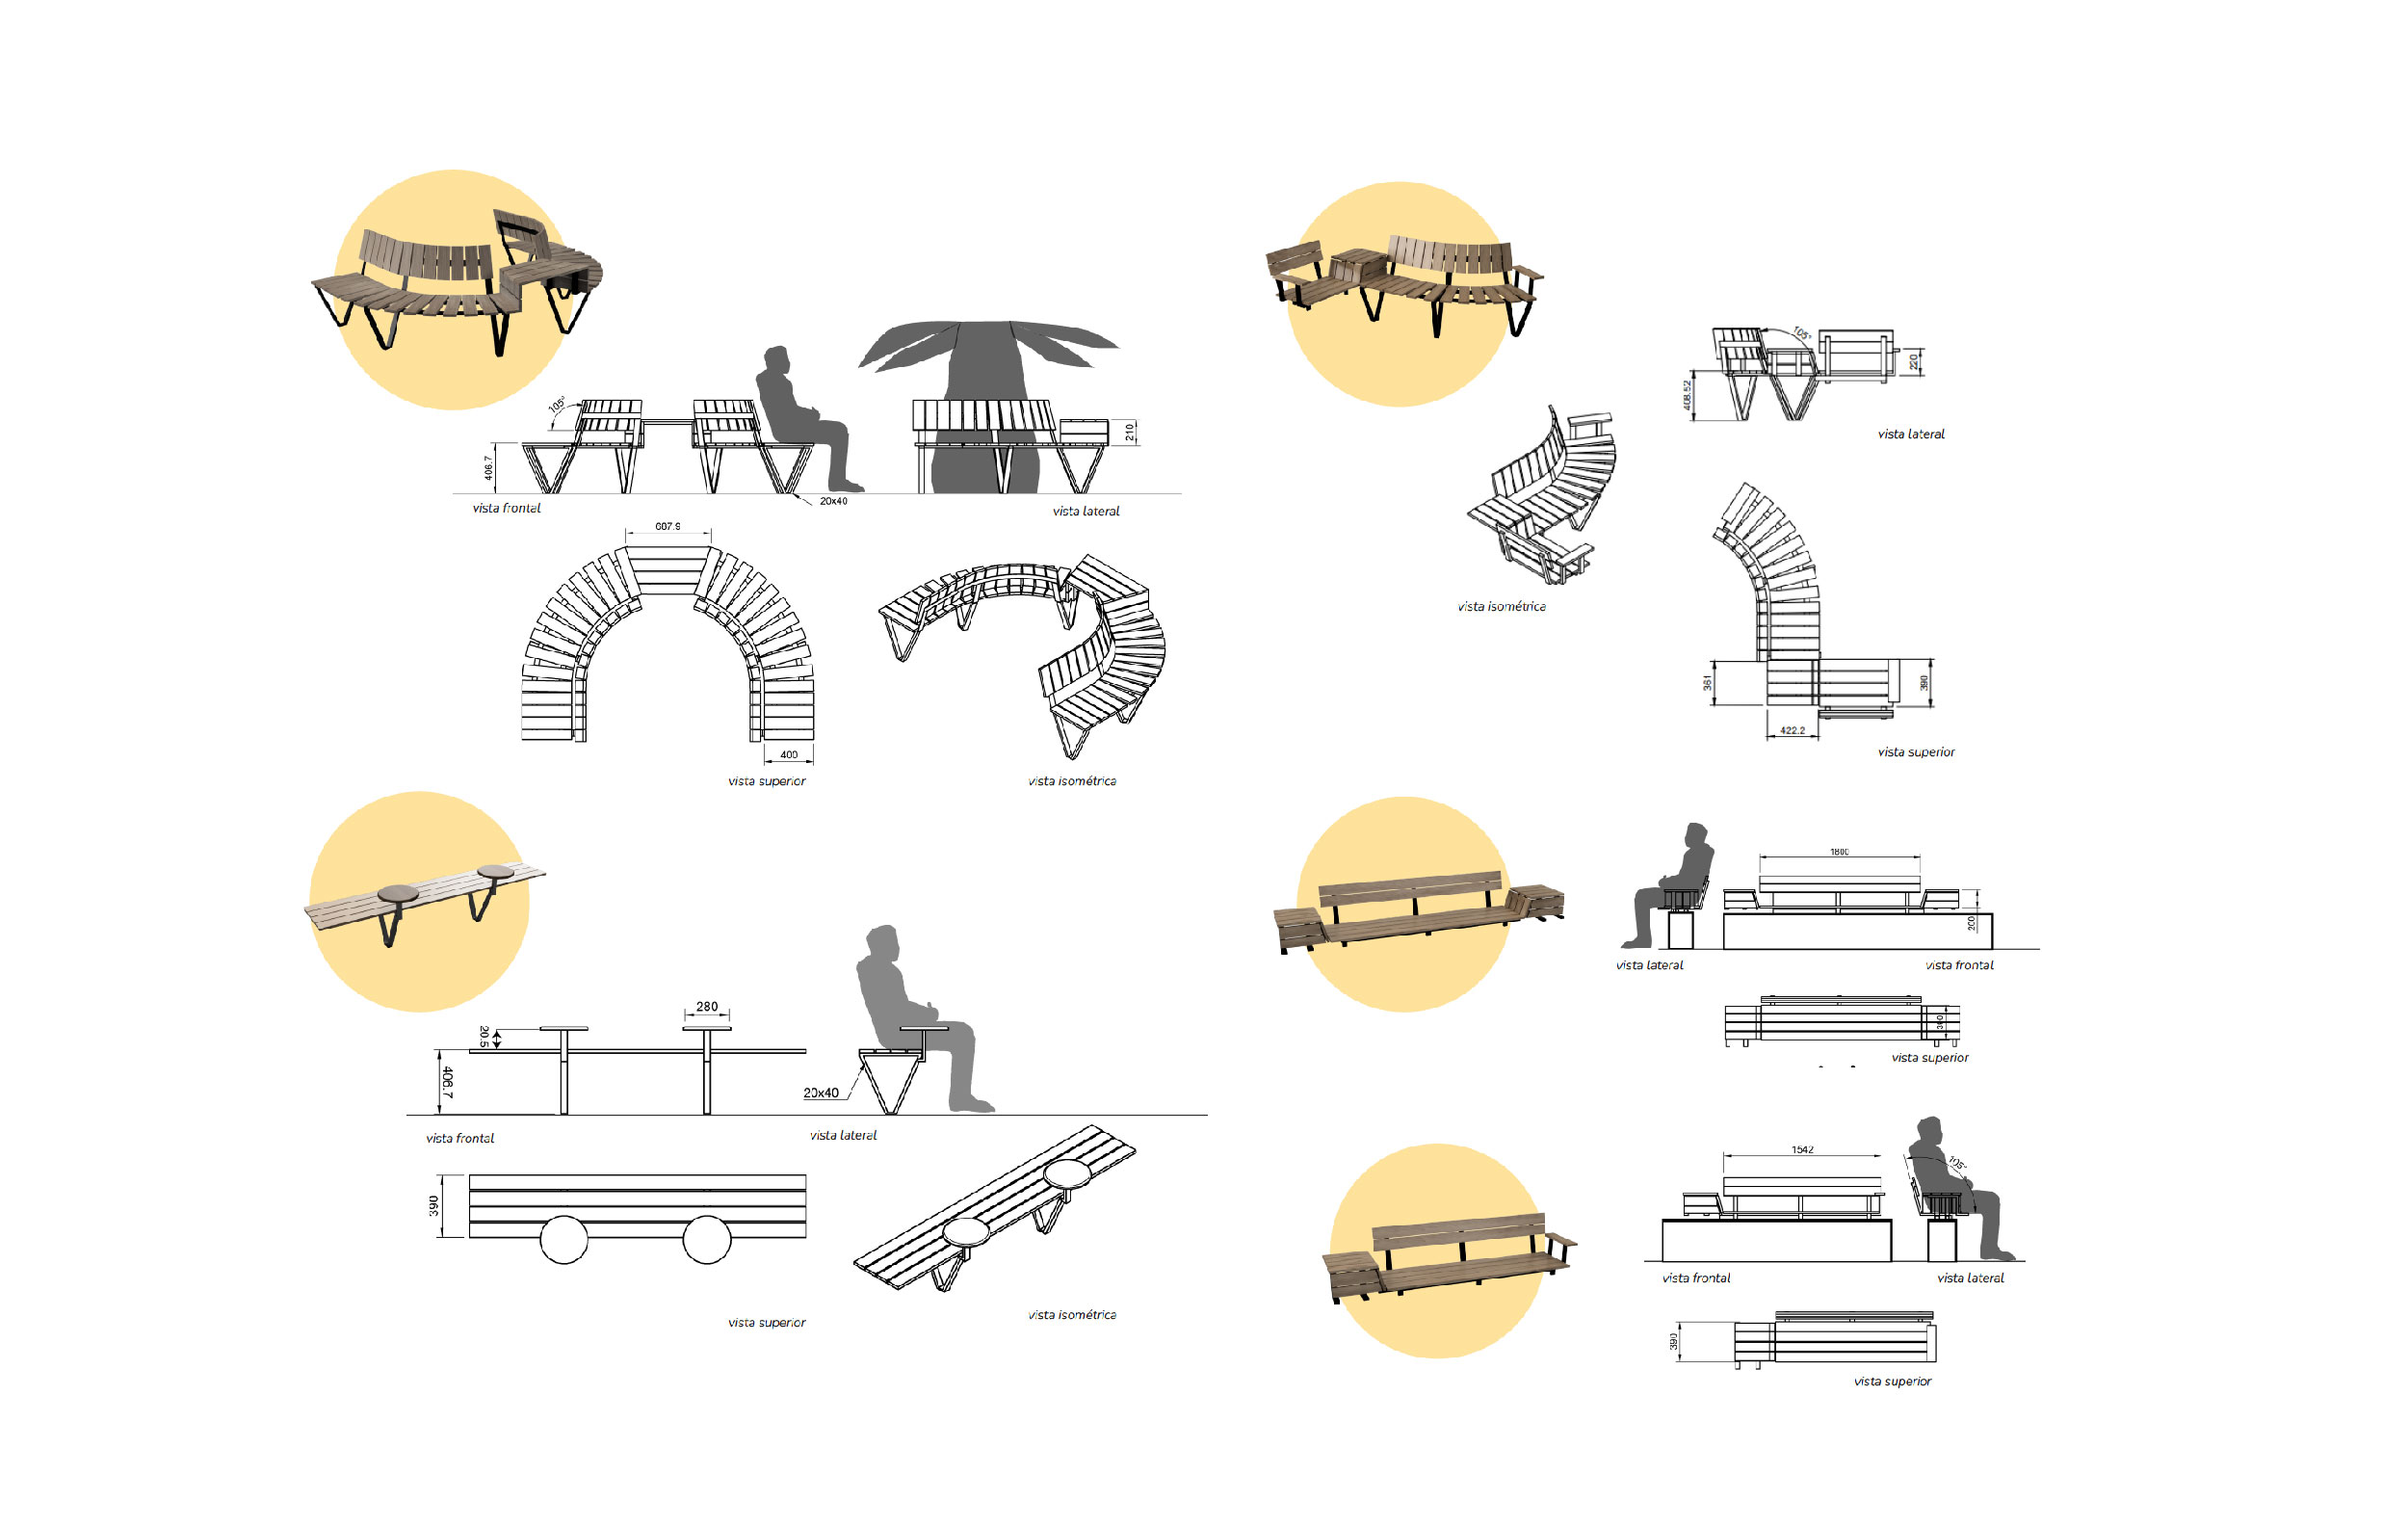 105°
406.7
210
20x40
vista frontal
vista lateral
687.9
400
vista superior
vista isométrica
280
20.5
406.7
20x40
vista frontal
vista lateral
390
vista superior
vista isométrica
105°
220
408.52
vista lateral
vista isométrica
361
390
422.2
vista superior
1800
200
vista lateral
vista frontal
vista superior
1542
105°
vista frontal
vista lateral
390
vista superior